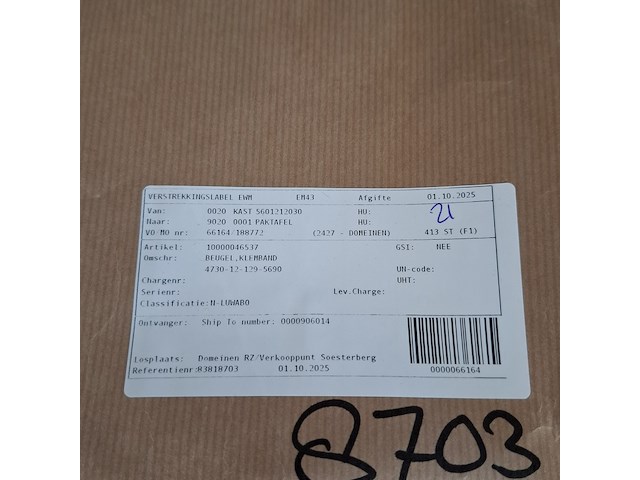 VERSTREKKINGSLABEL EWM EM43 Afgifte 01.10.2025
Van: 0020 KAST 5601212030 HU:
Naar: 9020 0001 PAKTAFEL HU: 21
VO/MO nr: 66164/188772 (2427 - DOMEINEN) 413 ST (F1)
Artikel: 10000046537 GSI: NEE
Omschr: BEUGEL,KLEMBAND
4730-12-129-5690 UN-code:
Chargenr: UHT:
Serienr: Lev.Charge:
Classificatie:N-LUWABO
Ontvanger: Ship To number: 0000906014
Losplaats: Domeinen RZ/Verkooppunt Soesterberg
Referentienr:83818703 01.10.2025 0000066164
8703